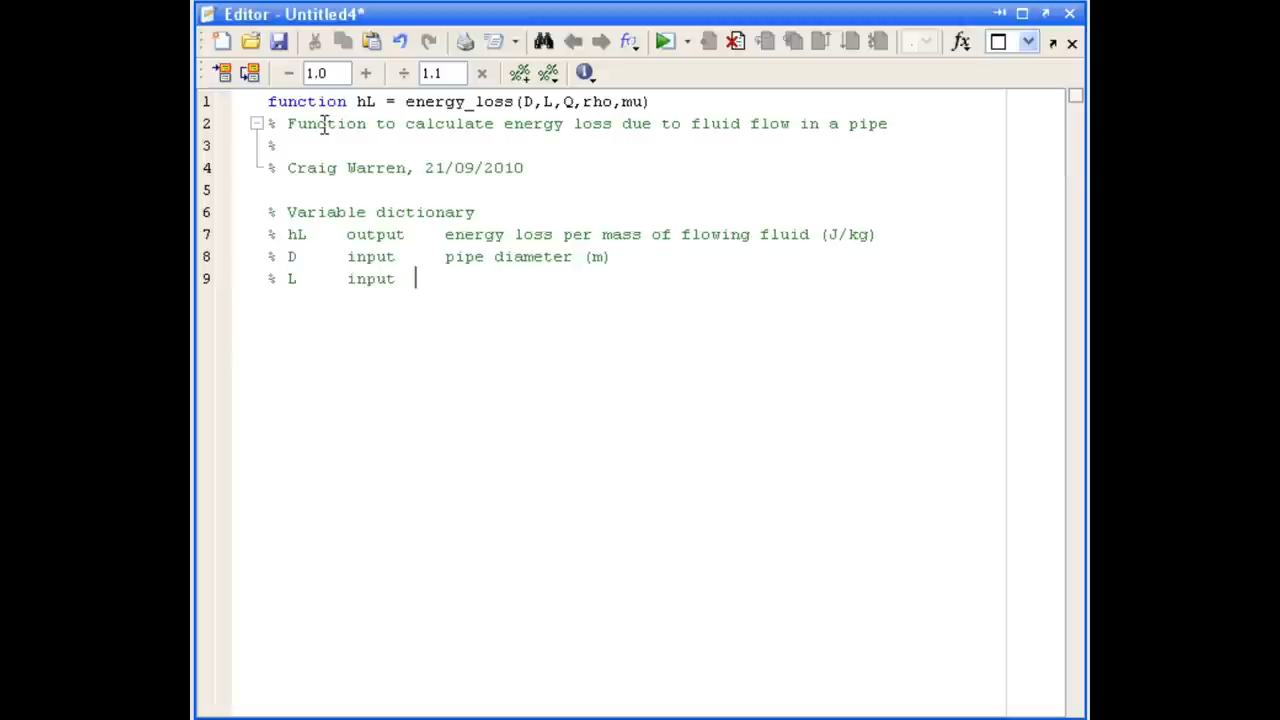 Editor - Untitled4*
1.0
1.1
1 function hL = energy_loss(D,L,Q,rho,mu)
2 % Function to calculate energy loss due to fluid flow in a pipe
3 %
4 % Craig Warren, 21/09/2010
5
6 % Variable dictionary
7 % hL output energy loss per mass of flowing fluid (J/kg)
8 % D input pipe diameter (m)
9 % L input